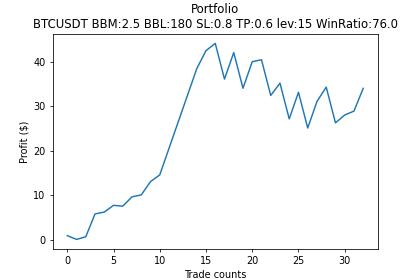 Portfolio
BTCUSDT BBM:2.5 BBL:180 SL:0.8 TP:0.6 lev:15 WinRatio:76.0
40
30
20
10
0
Profit ($)
0 5 10 15 20 25 30
Trade counts